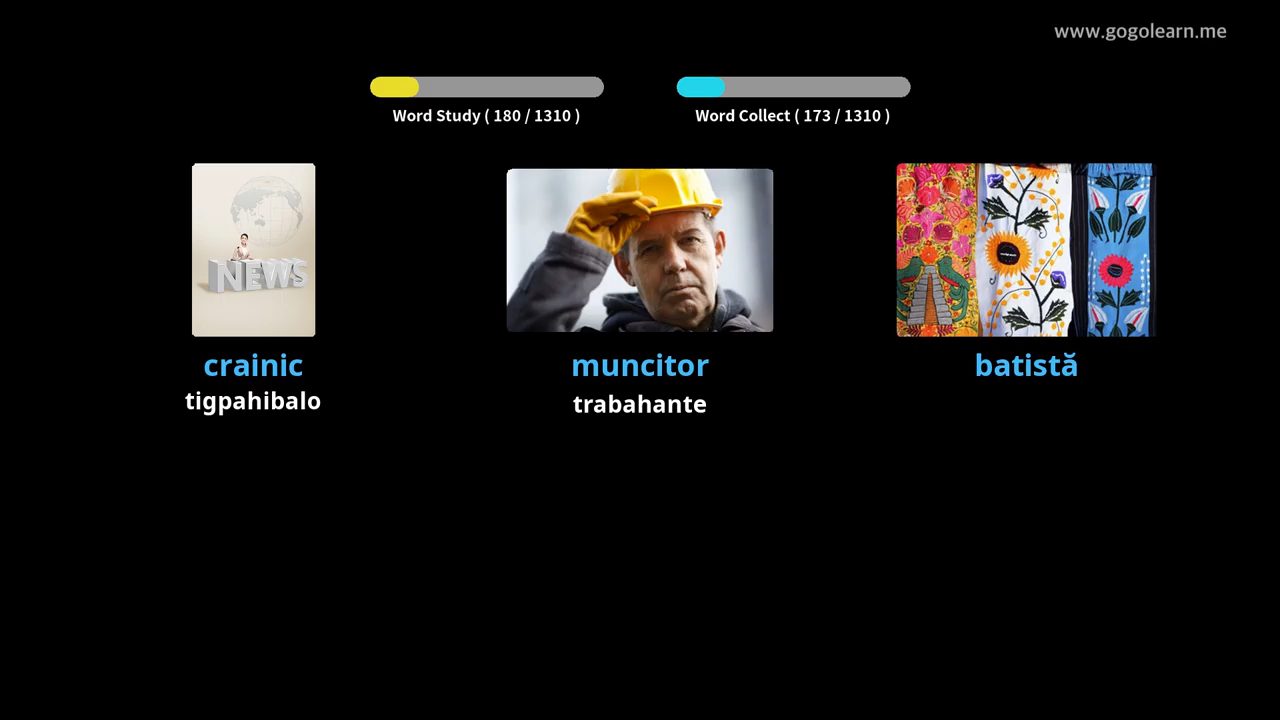 www.gogolearn.me
Word Study ( 180 / 1310 )
Word Collect ( 173 / 1310 )
NEWS
crainic
muncitor
batistă
tigpahibalo
trabahante